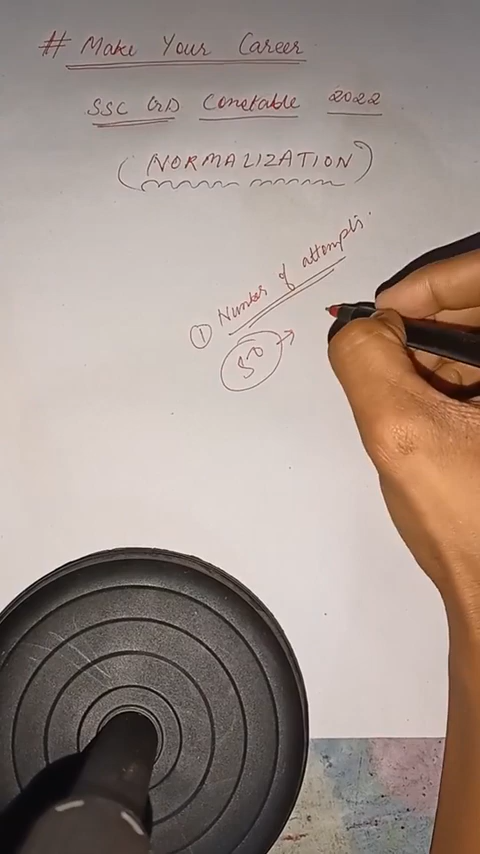 # Make Your Career
SSC GD Constable 2022
(NORMALIZATION)
① Number of attempts.
50 →